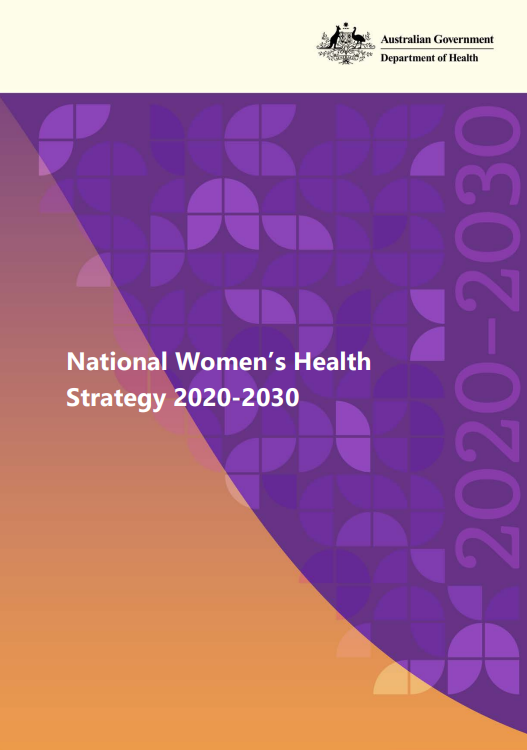 Australian Government
Department of Health
2020–2030
National Women’s Health
Strategy 2020-2030